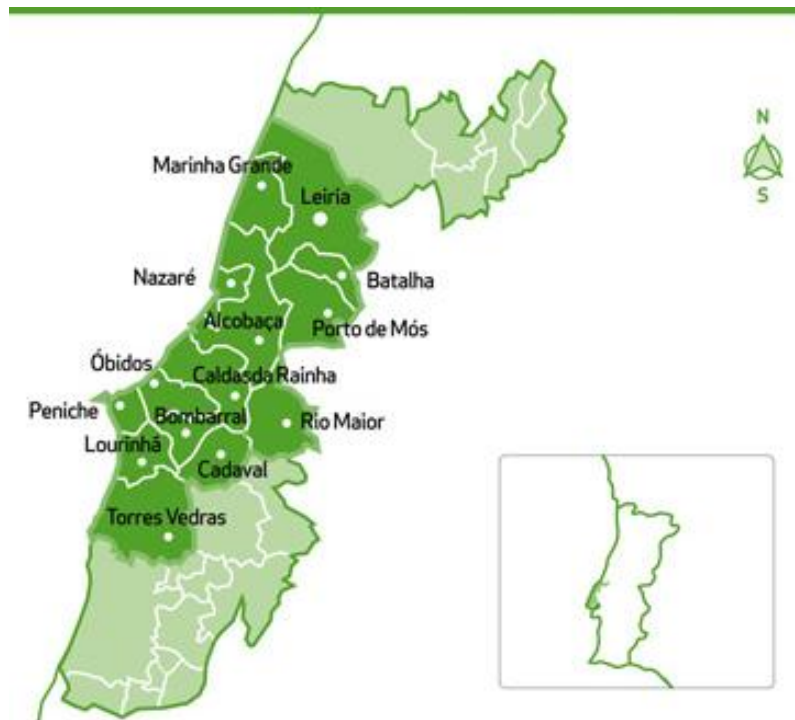 N
S
Marinha Grande
Leiria
Nazaré
Batalha
Alcobaça
Porto de Mós
Óbidos
Caldasda Rainha
Peniche
Bombarral
Rio Maior
Lourinhã
Cadaval
Torres Vedras